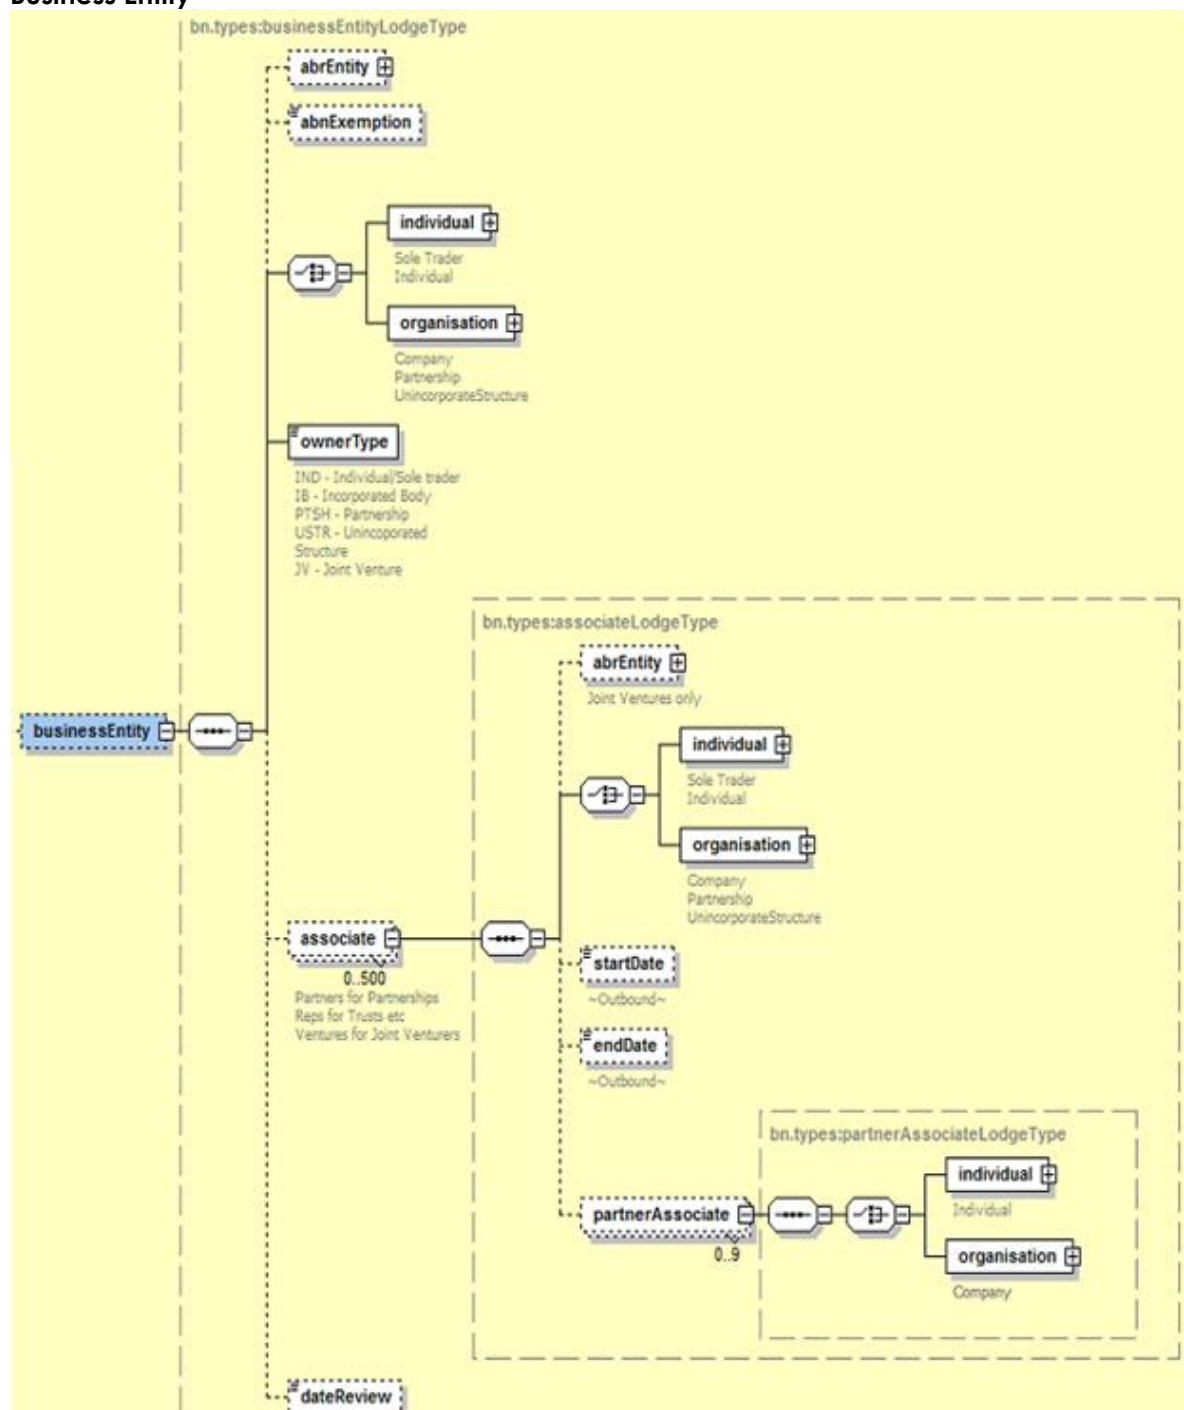 Business Entity
bn.types:businessEntityLodgeType
abrEntity
abnExemption
individual
Sole Trader
Individual
organisation
Company
Partnership
UnincorporateStructure
ownerType
IND - Individual/Sole trader
IB - Incorporated Body
PTSH - Partnership
USTR - Unincoporated
Structure
JV - Joint Venture
bn.types:associateLodgeType
abrEntity
Joint Ventures only
individual
Sole Trader
Individual
organisation
Company
Partnership
UnincorporateStructure
businessEntity
associate
0..500
Partners for Partnerships
Reps for Trusts etc
Ventures for Joint Venturers
startDate
~Outbound~
endDate
~Outbound~
bn.types:partnerAssociateLodgeType
individual
Individual
partnerAssociate
0..9
organisation
Company
dateReview